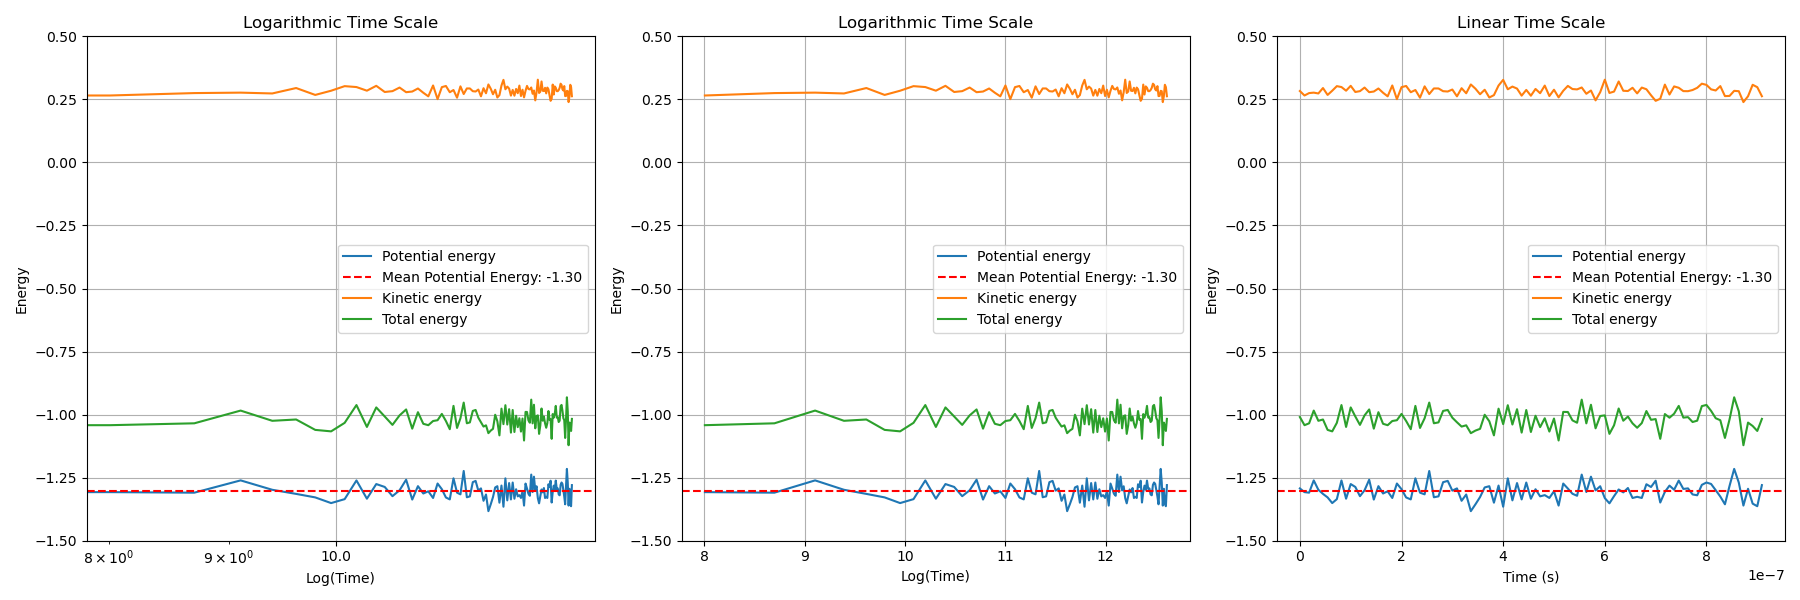 Logarithmic Time Scale
0.50
0.25
0.00
−0.25
−0.50
−0.75
−1.00
−1.25
−1.50
Energy
Potential energy
Mean Potential Energy: -1.30
Kinetic energy
Total energy
8 × 10⁰ 9 × 10⁰ 10.0
Log(Time)
Logarithmic Time Scale
0.50
0.25
0.00
−0.25
−0.50
−0.75
−1.00
−1.25
−1.50
Energy
Potential energy
Mean Potential Energy: -1.30
Kinetic energy
Total energy
8 9 10 11 12
Log(Time)
Linear Time Scale
0.50
0.25
0.00
−0.25
−0.50
−0.75
−1.00
−1.25
−1.50
Energy
Potential energy
Mean Potential Energy: -1.30
Kinetic energy
Total energy
0 2 4 6 8
1e−7
Time (s)